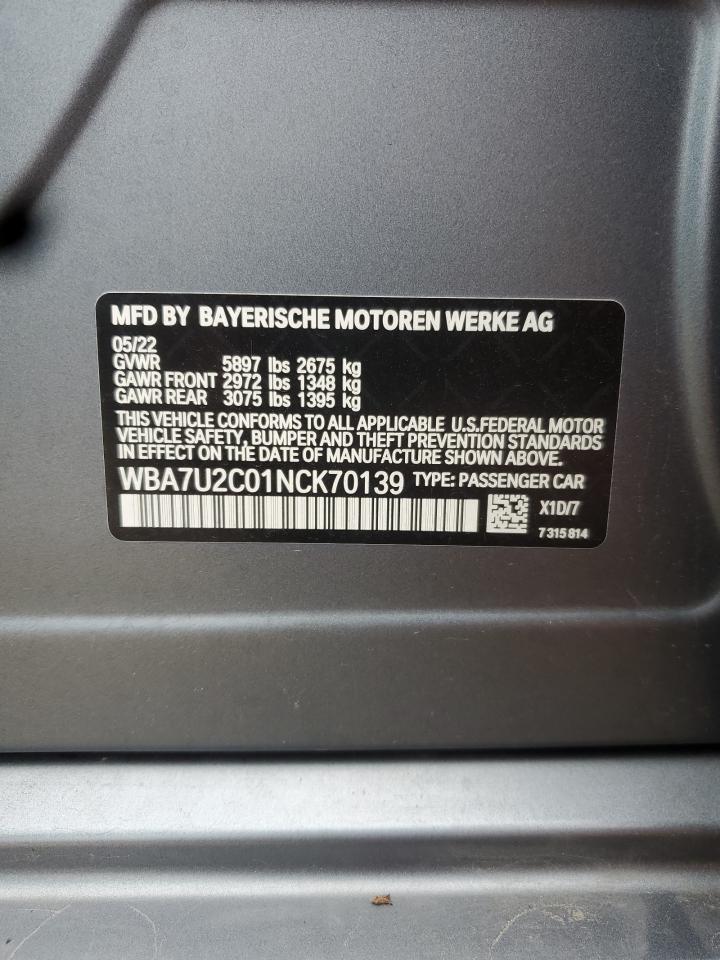 MFD BY BAYERISCHE MOTOREN WERKE AG
05/22
GVWR 5897 lbs 2675 kg
GAWR FRONT 2972 lbs 1348 kg
GAWR REAR 3075 lbs 1395 kg
THIS VEHICLE CONFORMS TO ALL APPLICABLE U.S.FEDERAL MOTOR
VEHICLE SAFETY, BUMPER AND THEFT PREVENTION STANDARDS
IN EFFECT ON THE DATE OF MANUFACTURE SHOWN ABOVE.
WBA7U2C01NCK70139 TYPE: PASSENGER CAR
X1D/7
7 315 814